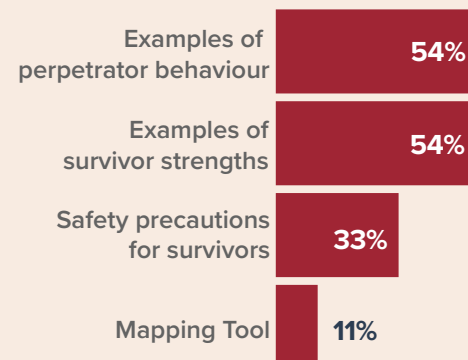 Examples of
perpetrator behaviour
54%
Examples of
survivor strengths
54%
Safety precautions
for survivors
33%
Mapping Tool
11%